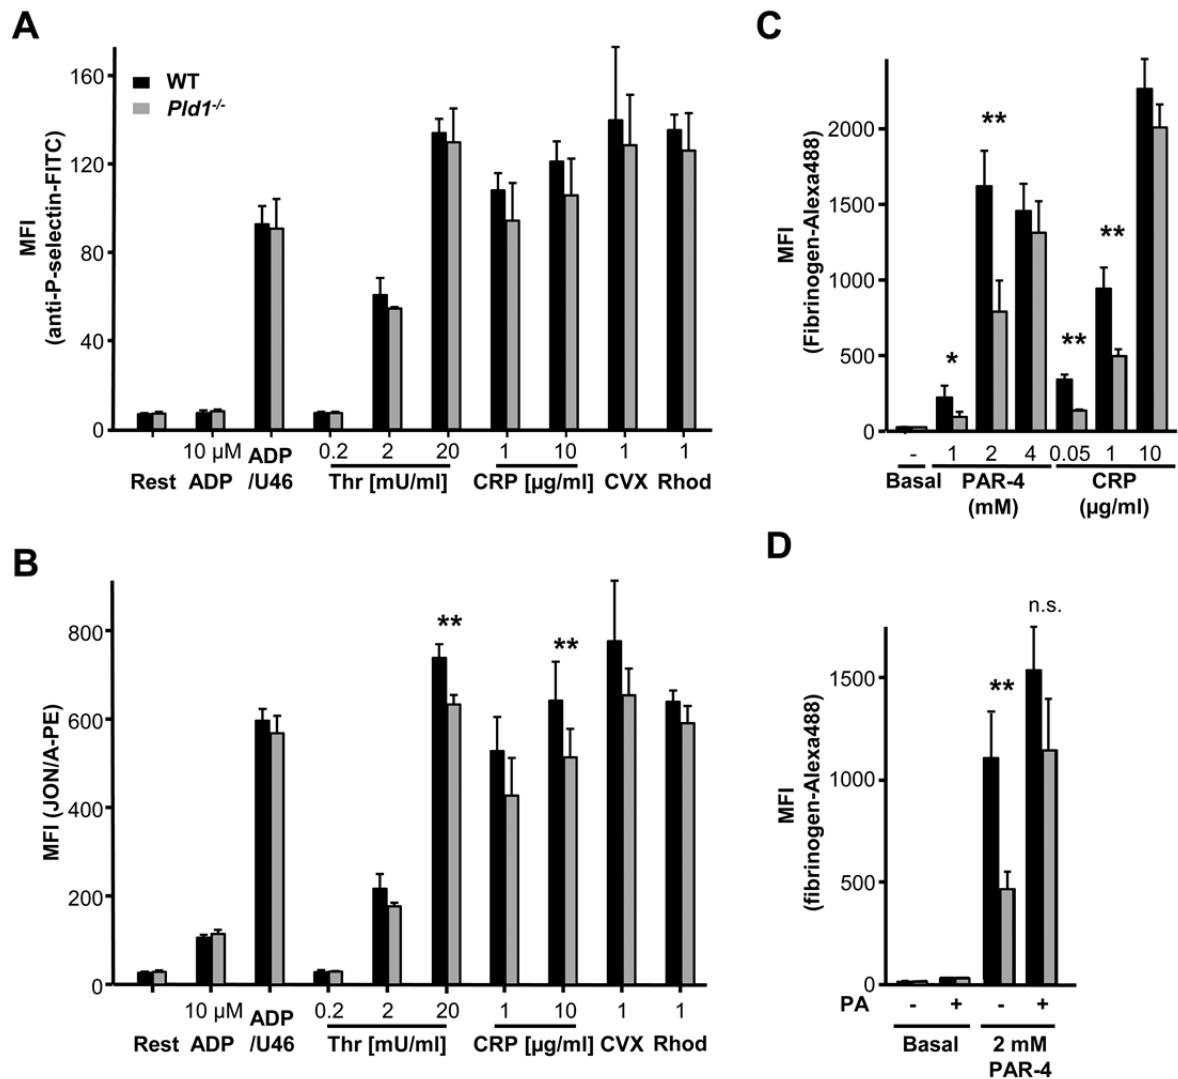 A
MFI
(anti-P-selectin-FITC)
160
120
80
40
0
WT
Pld1-/-
10 µM ADP 0.2 2 20 1 10 1 1
Rest ADP /U46 Thr [mU/ml] CRP [µg/ml] CVX Rhod
B
MFI (JON/A-PE)
800
600
400
200
0
** **
10 µM ADP 0.2 2 20 1 10 1 1
Rest ADP /U46 Thr [mU/ml] CRP [µg/ml] CVX Rhod
C
MFI
(Fibrinogen-Alexa488)
2000
1500
1000
500
0
* ** ** **
- 1 2 4 0.05 1 10
Basal PAR-4 CRP
(mM) (µg/ml)
D
MFI
(fibrinogen-Alexa488)
1500
1000
500
0
** n.s.
PA - + - +
Basal 2 mM
PAR-4